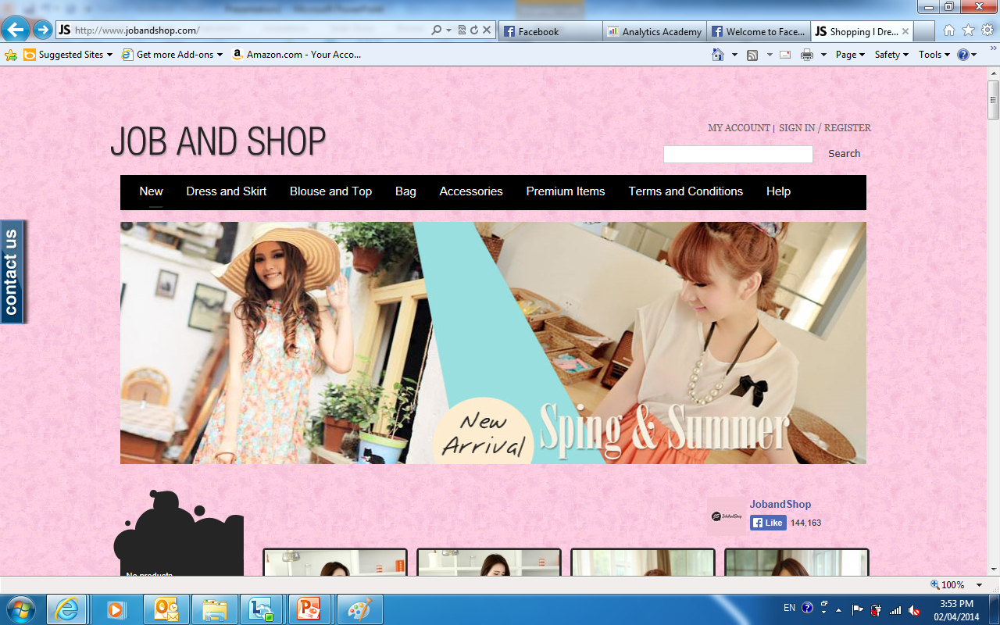 http://www.jobandshop.com/
Facebook
Analytics Academy
Welcome to Face...
JS Shopping I Dre...
Suggested Sites
Get more Add-ons
Amazon.com - Your Acco...
Page
Safety
Tools
JOB AND SHOP
MY ACCOUNT | SIGN IN / REGISTER
Search
New Dress and Skirt Blouse and Top Bag Accessories Premium Items Terms and Conditions Help
contact us
New
Arrival
Sping & Summer
JobandShop
Like 144,163
JobAndShop
No products
100%
EN
3:53 PM
02/04/2014